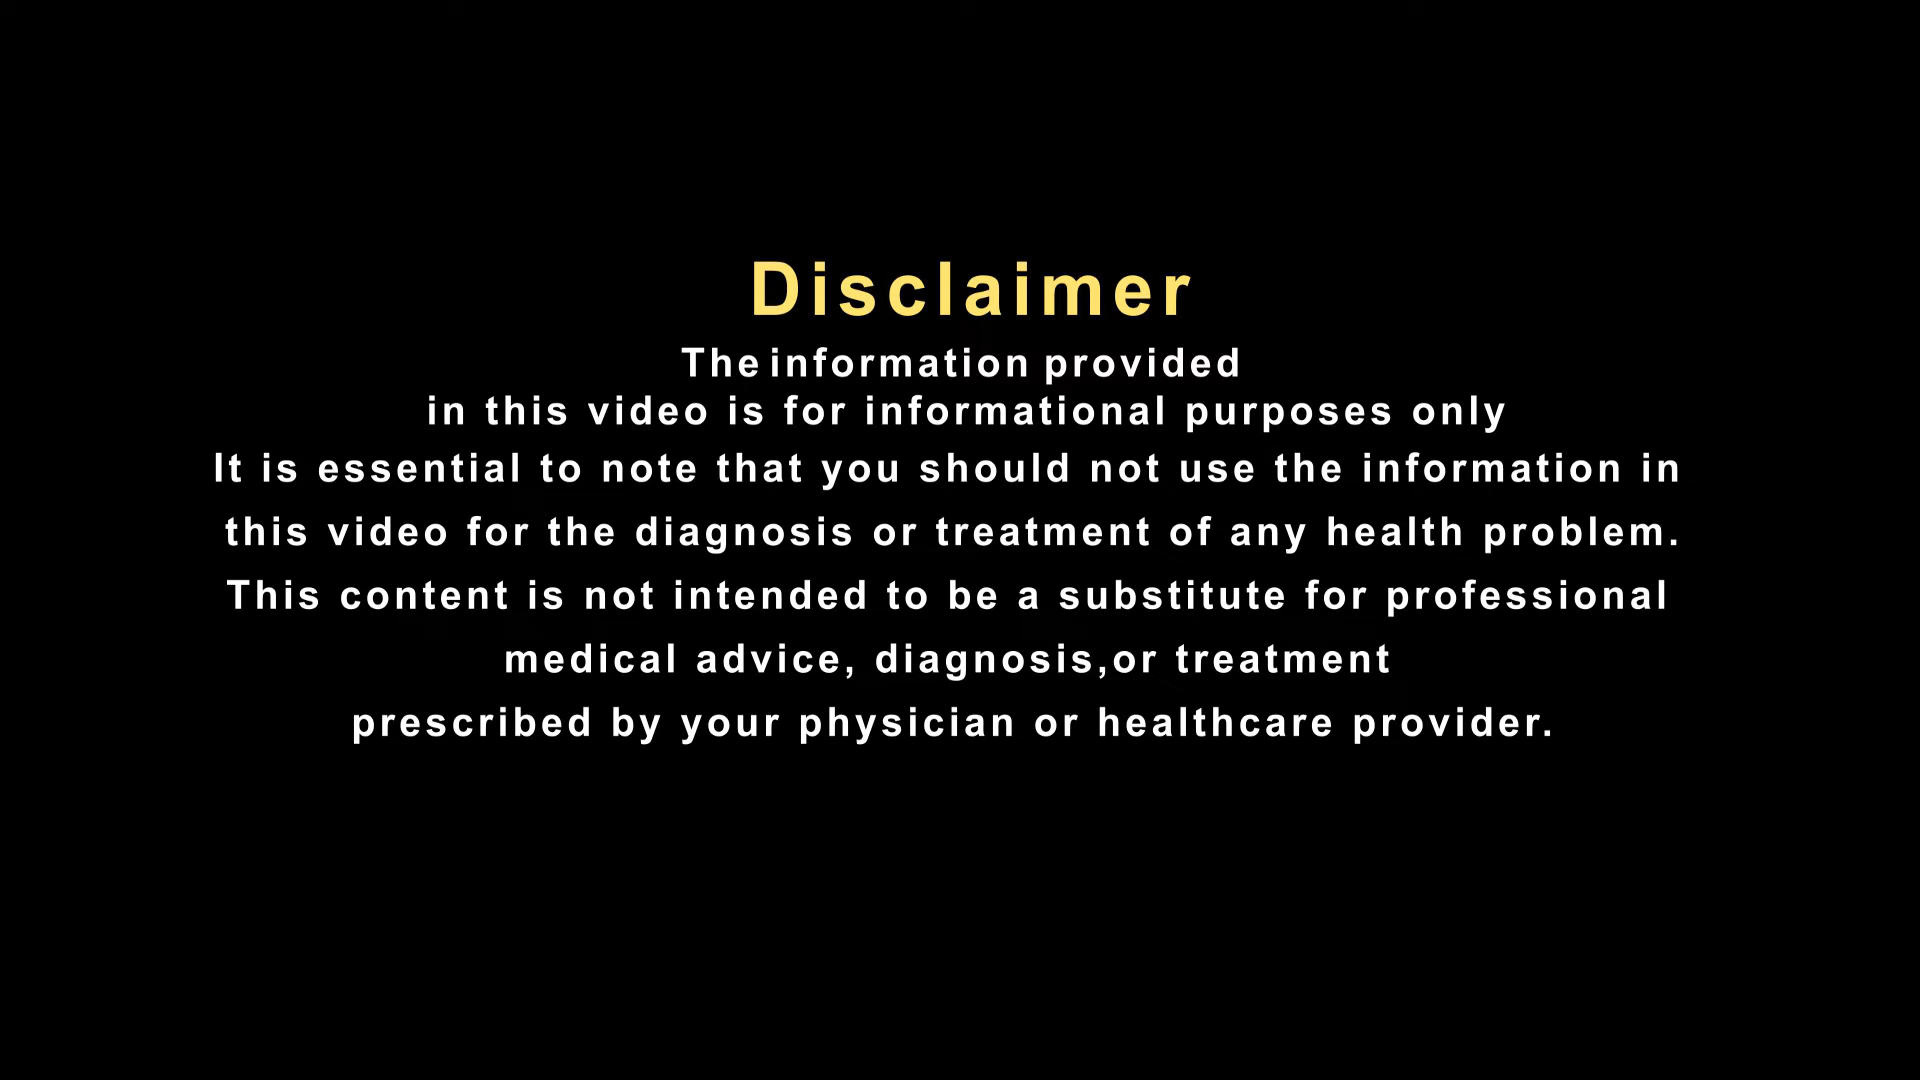 Disclaimer
The information provided
in this video is for informational purposes only
It is essential to note that you should not use the information in
this video for the diagnosis or treatment of any health problem.
This content is not intended to be a substitute for professional
medical advice, diagnosis,or treatment
prescribed by your physician or healthcare provider.